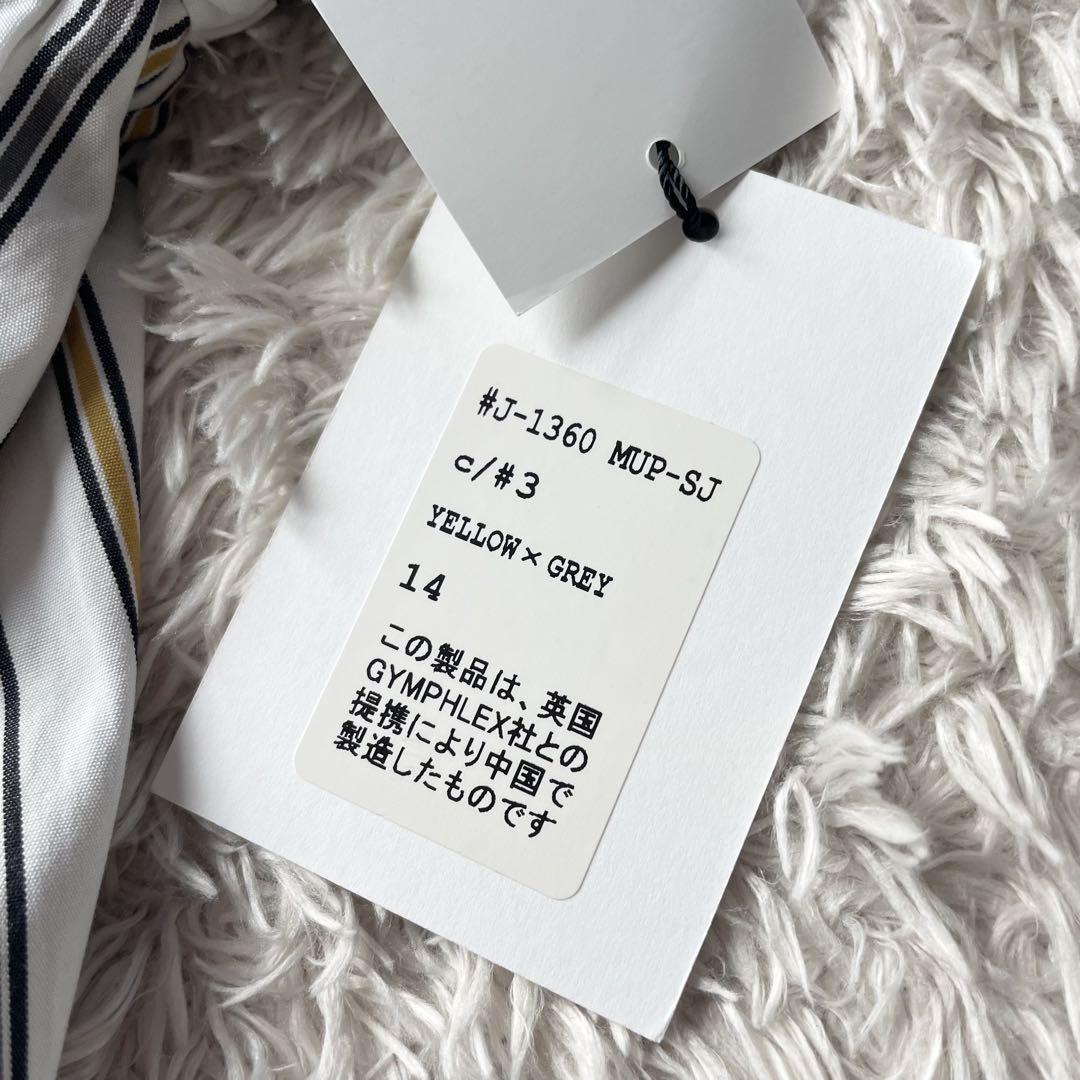 #J-1360 MUP-SJ
c/#3
YELLOW×GREY
14
この製品は、英国
GYMPHLEX社との
提携により中国で
製造したものです